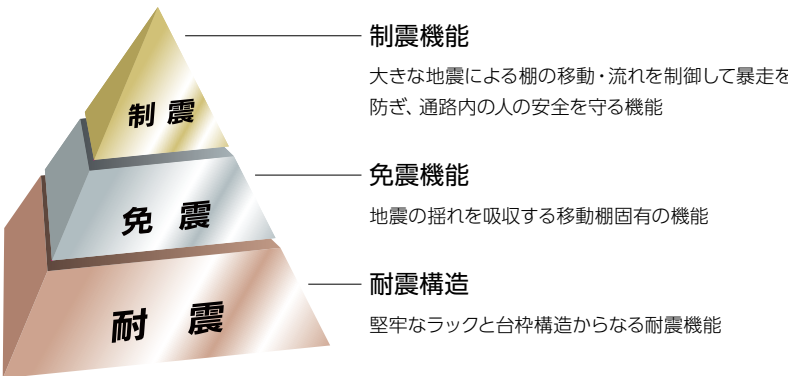 制震機能
大きな地震による棚の移動・流れを制御して暴走を
防ぎ、通路内の人の安全を守る機能
制 震
免震機能
地震の揺れを吸収する移動棚固有の機能
免 震
耐震構造
堅牢なラックと台枠構造からなる耐震機能
耐 震